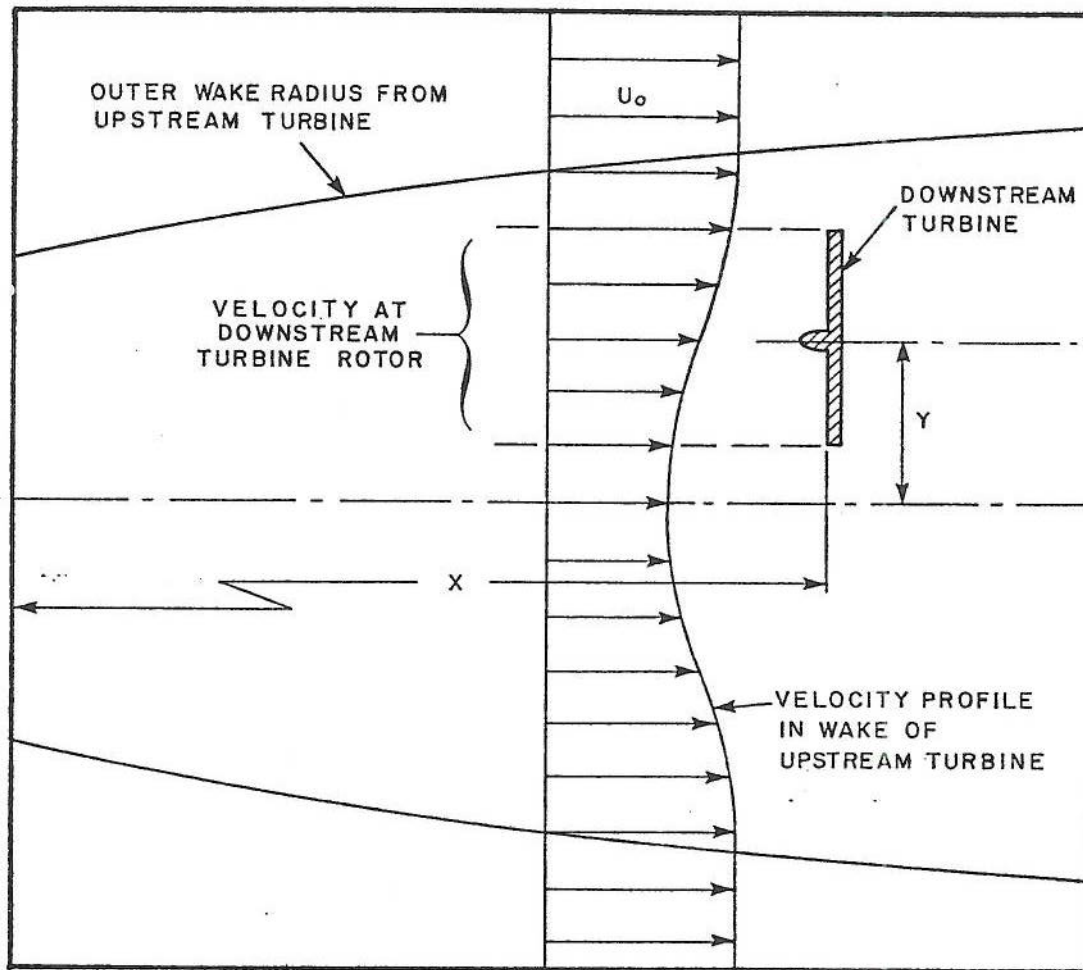 OUTER WAKE RADIUS FROM
UPSTREAM TURBINE
U₀
DOWNSTREAM
TURBINE
VELOCITY AT
DOWNSTREAM
TURBINE ROTOR
Y
X
VELOCITY PROFILE
IN WAKE OF
UPSTREAM TURBINE